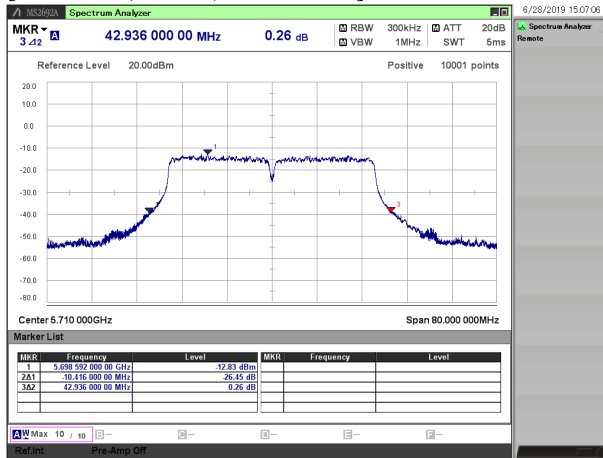 MS2692A Spectrum Analyzer
6/28/2019 15:07:06
MKR 3 Δ2 A 42.936 000 00 MHz 0.26 dB
M RBW 300kHz M ATT 20dB
M VBW 1MHz SWT 5ms
Spectrum Analyzer
Remote
Reference Level 20.00dBm Positive 10001 points
20.0
10.0
0.0
-10.0
-20.0
-30.0
-40.0
-50.0
-60.0
-70.0
-80.0
1
2
3
Center 5.710 000GHz Span 80.000 000MHz
Marker List
MKR Frequency Level MKR Frequency Level
1 5.698 592 000 00 GHz -12.83 dBm
2Δ1 -10.416 000 00 MHz -26.45 dB
3Δ2 42.936 000 00 MHz 0.26 dB
A W Max 10 / 10 B- C- D- E- F-
Ref.Int Pre-Amp Off